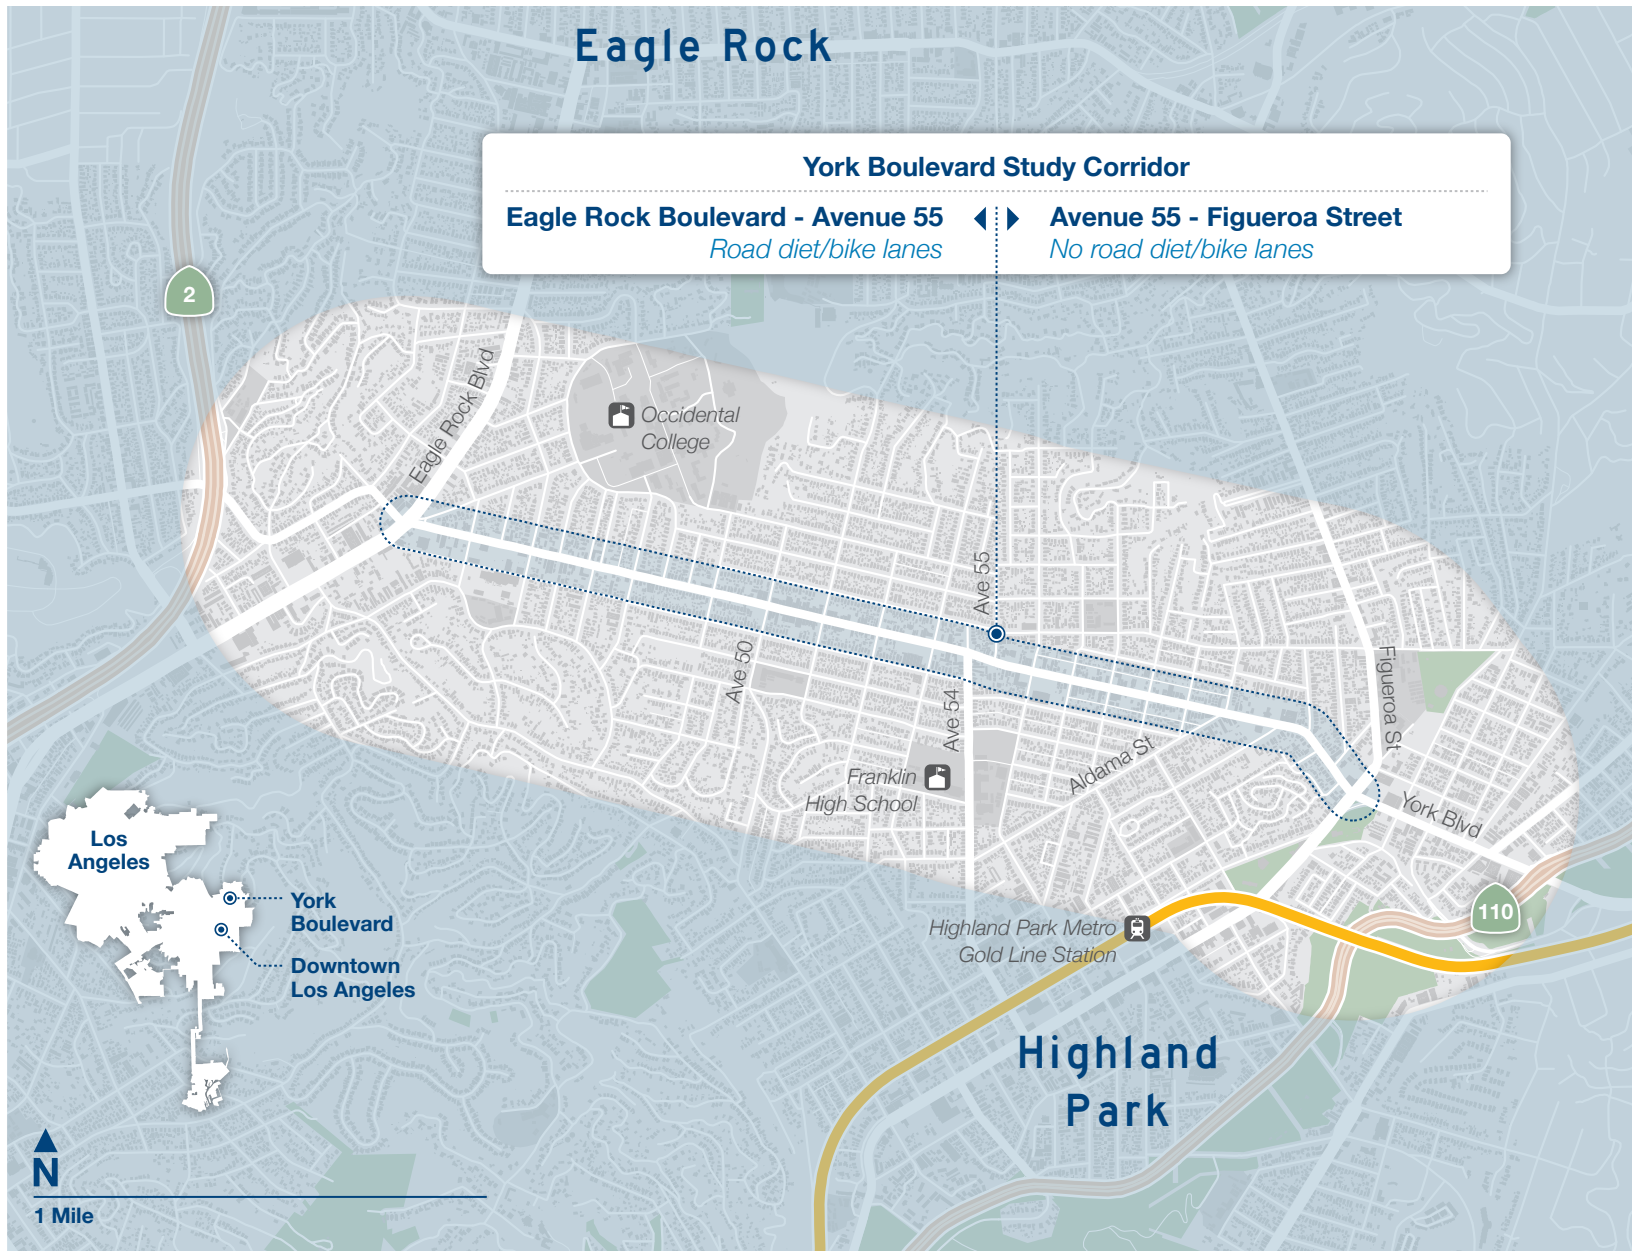 Eagle Rock
York Boulevard Study Corridor
Eagle Rock Boulevard - Avenue 55
Road diet/bike lanes
Avenue 55 - Figueroa Street
No road diet/bike lanes
2
Eagle Rock Blvd
Occidental
College
Ave 55
Ave 50
Ave 54
Figueroa St
Aldama St
Franklin
High School
York Blvd
110
Highland Park Metro
Gold Line Station
Los
Angeles
York
Boulevard
Downtown
Los Angeles
Highland
Park
N
1 Mile